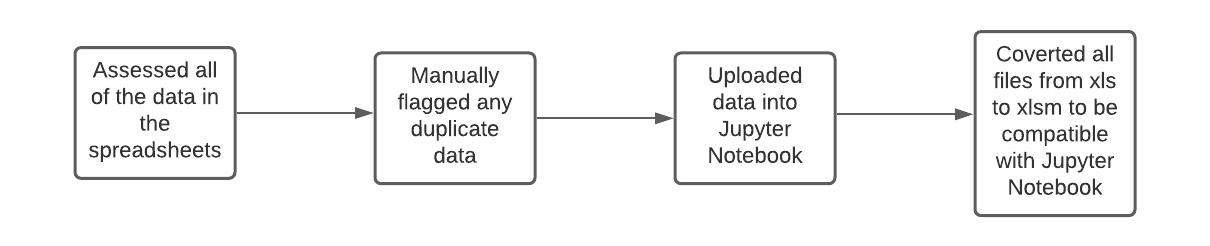 Assessed all
of the data in
the
spreadsheets
Manually
flagged any
duplicate
data
Uploaded
data into
Jupyter
Notebook
Coverted all
files from xls
to xlsm to be
compatible
with Jupyter
Notebook